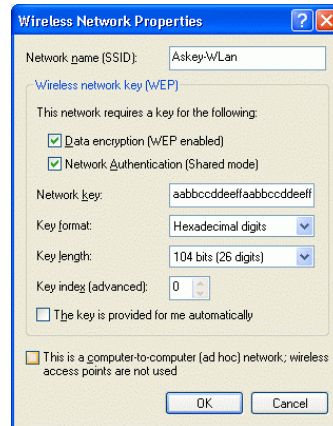 Wireless Network Properties
Network name (SSID):
Askey-WLan
Wireless network key (WEP)
This network requires a key for the following:
Data encryption (WEP enabled)
Network Authentication (Shared mode)
Network key:
aabbccddeeffaabbccddeeff
Key format:
Hexadecimal digits
Key length:
104 bits (26 digits)
Key index (advanced):
0
The key is provided for me automatically
This is a computer-to-computer (ad hoc) network; wireless
access points are not used
OK
Cancel